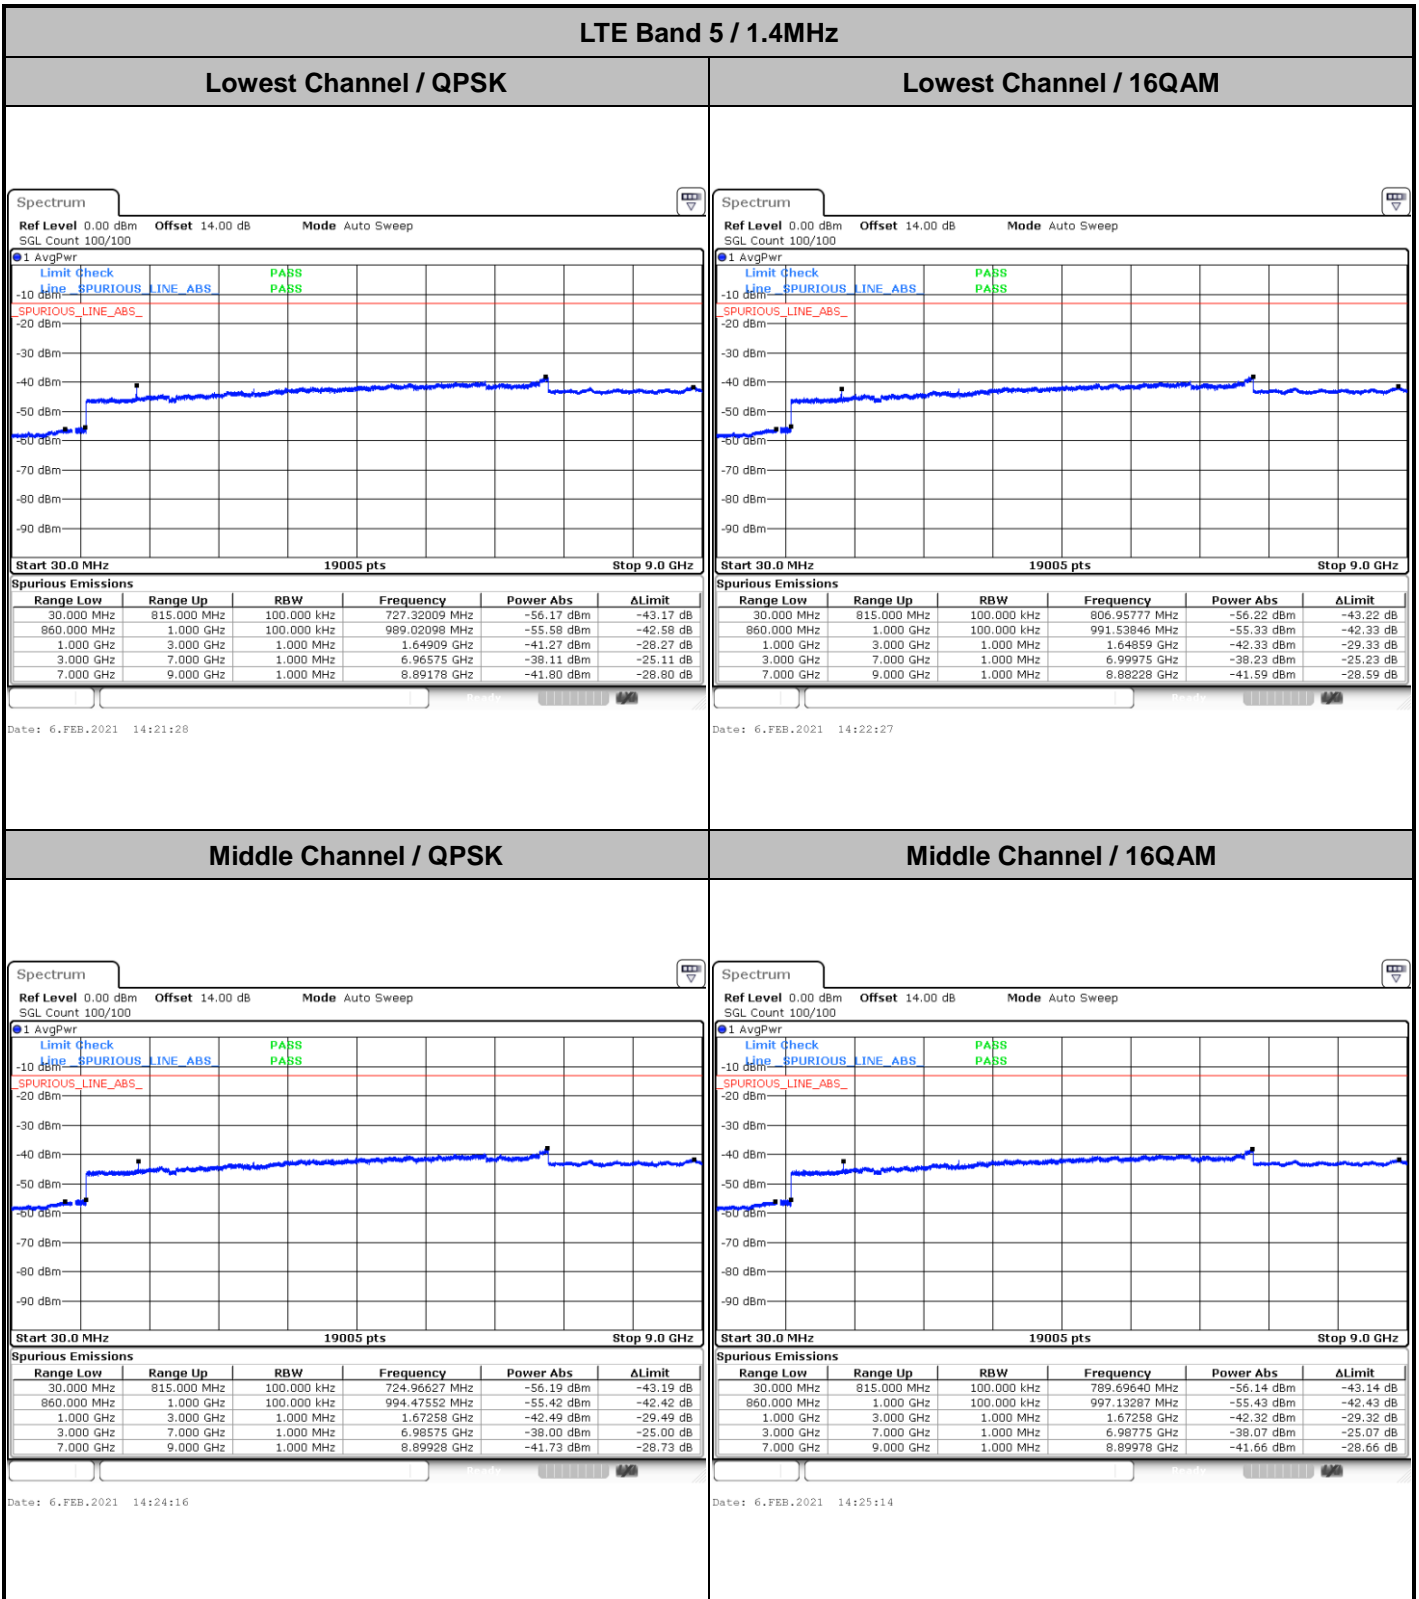 LTE Band 5 / 1.4MHz
Lowest Channel / QPSK
Lowest Channel / 16QAM
Spectrum
Ref Level 0.00 dBm Offset 14.00 dB Mode Auto Sweep
SGL Count 100/100
1 AvgPwr
Limit Check PASS
Line _SPURIOUS_LINE_ABS_ PASS
-10 dBm
_SPURIOUS_LINE_ABS_
-20 dBm
-30 dBm
-40 dBm
-50 dBm
-60 dBm
-70 dBm
-80 dBm
-90 dBm
Start 30.0 MHz 19005 pts Stop 9.0 GHz
Spurious Emissions
Range Low Range Up RBW Frequency Power Abs ΔLimit
30.000 MHz 815.000 MHz 100.000 kHz 727.32009 MHz -56.17 dBm -43.17 dB
860.000 MHz 1.000 GHz 100.000 kHz 989.02098 MHz -55.58 dBm -42.58 dB
1.000 GHz 3.000 GHz 1.000 MHz 1.64909 GHz -41.27 dBm -28.27 dB
3.000 GHz 7.000 GHz 1.000 MHz 6.96575 GHz -38.11 dBm -25.11 dB
7.000 GHz 9.000 GHz 1.000 MHz 8.89178 GHz -41.80 dBm -28.80 dB
Ready
Date: 6.FEB.2021 14:21:28
Spectrum
Ref Level 0.00 dBm Offset 14.00 dB Mode Auto Sweep
SGL Count 100/100
1 AvgPwr
Limit Check PASS
Line _SPURIOUS_LINE_ABS_ PASS
-10 dBm
_SPURIOUS_LINE_ABS_
-20 dBm
-30 dBm
-40 dBm
-50 dBm
-60 dBm
-70 dBm
-80 dBm
-90 dBm
Start 30.0 MHz 19005 pts Stop 9.0 GHz
Spurious Emissions
Range Low Range Up RBW Frequency Power Abs ΔLimit
30.000 MHz 815.000 MHz 100.000 kHz 806.95777 MHz -56.22 dBm -43.22 dB
860.000 MHz 1.000 GHz 100.000 kHz 991.53846 MHz -55.33 dBm -42.33 dB
1.000 GHz 3.000 GHz 1.000 MHz 1.64859 GHz -42.33 dBm -29.33 dB
3.000 GHz 7.000 GHz 1.000 MHz 6.99975 GHz -38.23 dBm -25.23 dB
7.000 GHz 9.000 GHz 1.000 MHz 8.88228 GHz -41.59 dBm -28.59 dB
Ready
Date: 6.FEB.2021 14:22:27
Middle Channel / QPSK
Middle Channel / 16QAM
Spectrum
Ref Level 0.00 dBm Offset 14.00 dB Mode Auto Sweep
SGL Count 100/100
1 AvgPwr
Limit Check PASS
Line _SPURIOUS_LINE_ABS_ PASS
-10 dBm
_SPURIOUS_LINE_ABS_
-20 dBm
-30 dBm
-40 dBm
-50 dBm
-60 dBm
-70 dBm
-80 dBm
-90 dBm
Start 30.0 MHz 19005 pts Stop 9.0 GHz
Spurious Emissions
Range Low Range Up RBW Frequency Power Abs ΔLimit
30.000 MHz 815.000 MHz 100.000 kHz 724.96627 MHz -56.19 dBm -43.19 dB
860.000 MHz 1.000 GHz 100.000 kHz 994.47552 MHz -55.42 dBm -42.42 dB
1.000 GHz 3.000 GHz 1.000 MHz 1.67258 GHz -42.49 dBm -29.49 dB
3.000 GHz 7.000 GHz 1.000 MHz 6.98575 GHz -38.00 dBm -25.00 dB
7.000 GHz 9.000 GHz 1.000 MHz 8.89928 GHz -41.73 dBm -28.73 dB
Ready
Date: 6.FEB.2021 14:24:16
Spectrum
Ref Level 0.00 dBm Offset 14.00 dB Mode Auto Sweep
SGL Count 100/100
1 AvgPwr
Limit Check PASS
Line _SPURIOUS_LINE_ABS_ PASS
-10 dBm
_SPURIOUS_LINE_ABS_
-20 dBm
-30 dBm
-40 dBm
-50 dBm
-60 dBm
-70 dBm
-80 dBm
-90 dBm
Start 30.0 MHz 19005 pts Stop 9.0 GHz
Spurious Emissions
Range Low Range Up RBW Frequency Power Abs ΔLimit
30.000 MHz 815.000 MHz 100.000 kHz 789.69640 MHz -56.14 dBm -43.14 dB
860.000 MHz 1.000 GHz 100.000 kHz 997.13287 MHz -55.43 dBm -42.43 dB
1.000 GHz 3.000 GHz 1.000 MHz 1.67258 GHz -42.32 dBm -29.32 dB
3.000 GHz 7.000 GHz 1.000 MHz 6.98775 GHz -38.07 dBm -25.07 dB
7.000 GHz 9.000 GHz 1.000 MHz 8.89978 GHz -41.66 dBm -28.66 dB
Ready
Date: 6.FEB.2021 14:25:14